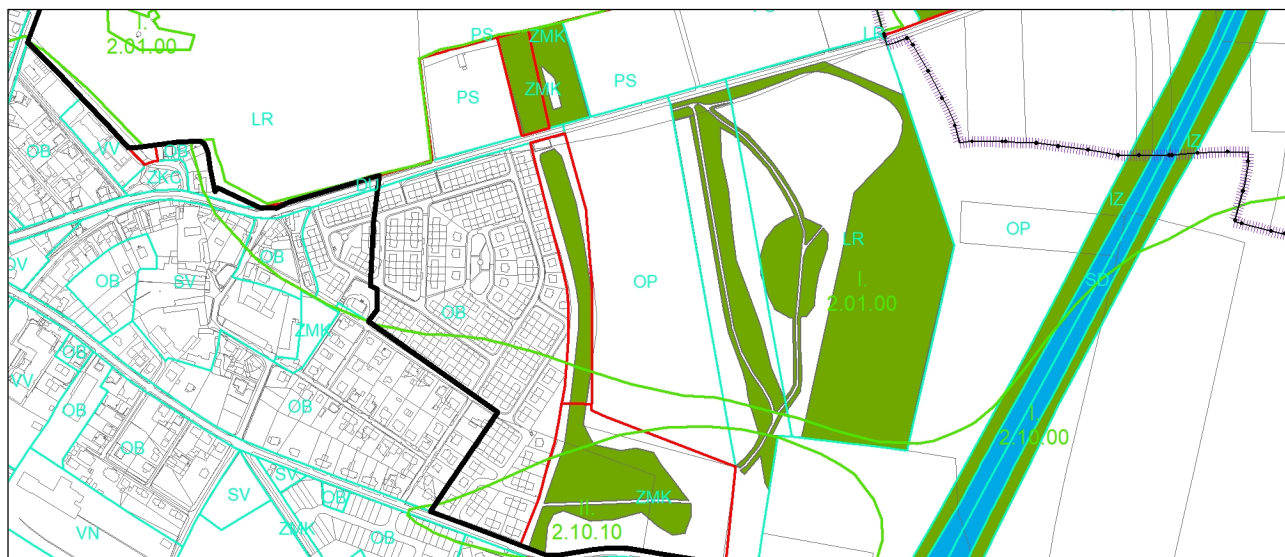 I.
2.01.00
PS
ZMK
LR
PS
ZMK
PS
LR
OB
VV
OB
ZKC
IZ
IZ
OP
LR
I.
2.01.00
SD
OP
OV
OB
SV
OB
OB
ZMK
OB
VV
OB
OB
OB
I.
2.10.00
SV
SV
OB
ZMK
II.
2.10.10
VN
ZMK
OB